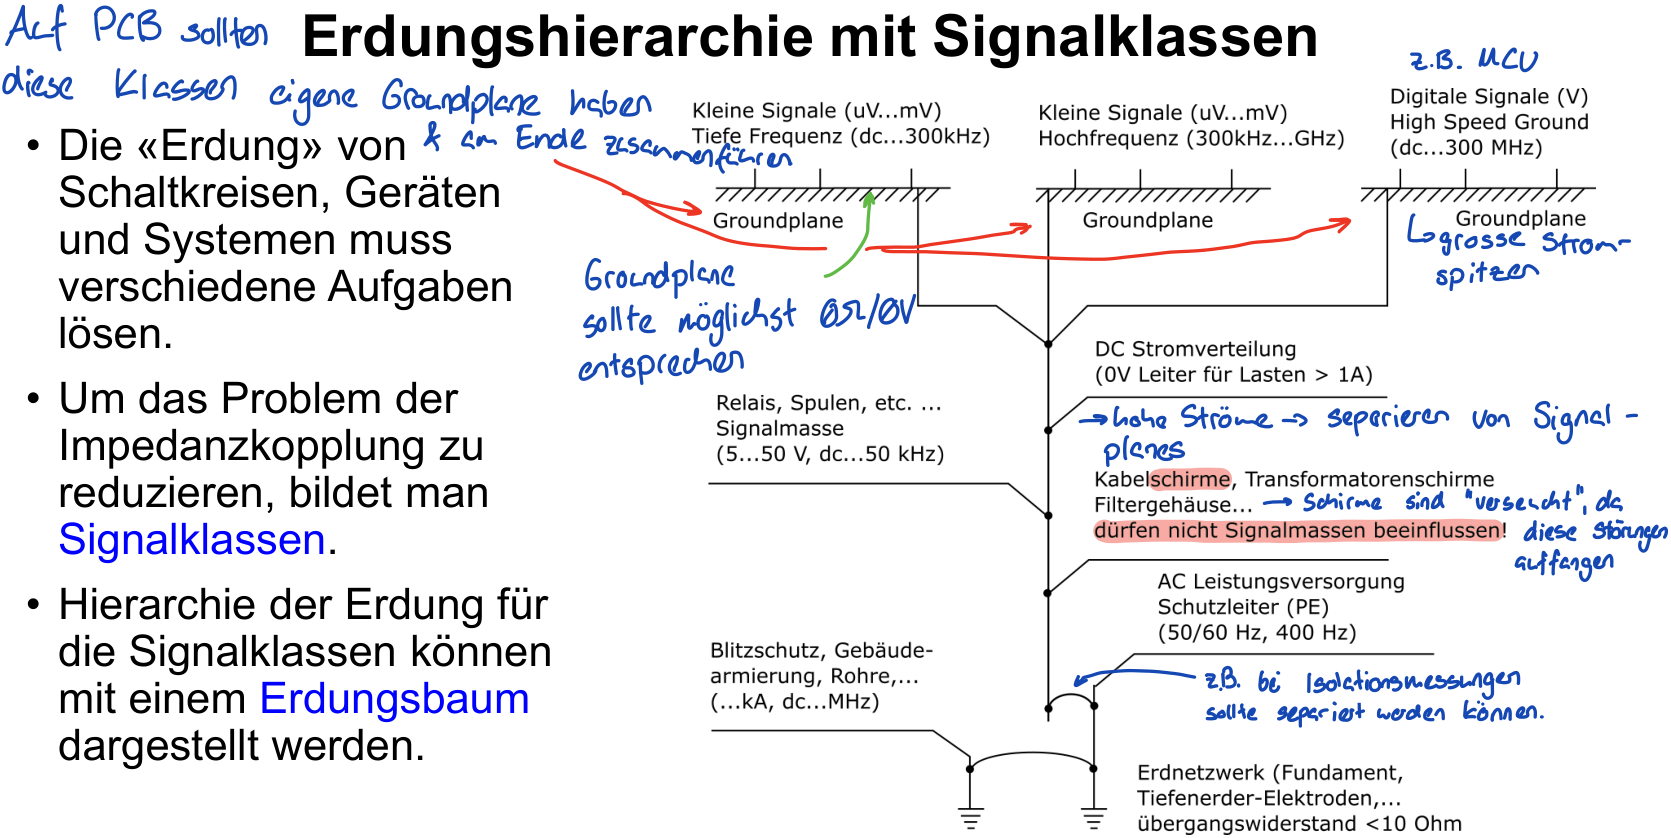 Auf PCB sollten
diese Klassen eigene Groundplane haben
& am Ende zusammenführen
Erdungshierarchie mit Signalklassen
• Die «Erdung» von
Schaltkreisen, Geräten
und Systemen muss
verschiedene Aufgaben
lösen.
• Um das Problem der
Impedanzkopplung zu
reduzieren, bildet man
Signalklassen.
• Hierarchie der Erdung für
die Signalklassen können
mit einem Erdungsbaum
dargestellt werden.
Kleine Signale (uV...mV)
Tiefe Frequenz (dc...300kHz)
Groundplane
Groundplane
sollte möglichst 0Ω/0V
entsprechen
Kleine Signale (uV...mV)
Hochfrequenz (300kHz...GHz)
Groundplane
z.B. MCU
Digitale Signale (V)
High Speed Ground
(dc...300 MHz)
Groundplane
↳ grosse Strom-
spitzen
DC Stromverteilung
(0V Leiter für Lasten > 1A)
→ hohe Ströme → separieren von Signal-
planes
Relais, Spulen, etc. ...
Signalmasse
(5...50 V, dc...50 kHz)
Kabelschirme, Transformatorenschirme
Filtergehäuse... → Schirme sind "verseucht", da
dürfen nicht Signalmassen beeinflussen! diese Störungen
auffangen
AC Leistungsversorgung
Schutzleiter (PE)
(50/60 Hz, 400 Hz)
z.B. bei Isolationsmessungen
sollte separiert werden können.
Blitzschutz, Gebäude-
armierung, Rohre,...
(...kA, dc...MHz)
Erdnetzwerk (Fundament,
Tiefenerder-Elektroden,...
übergangswiderstand <10 Ohm